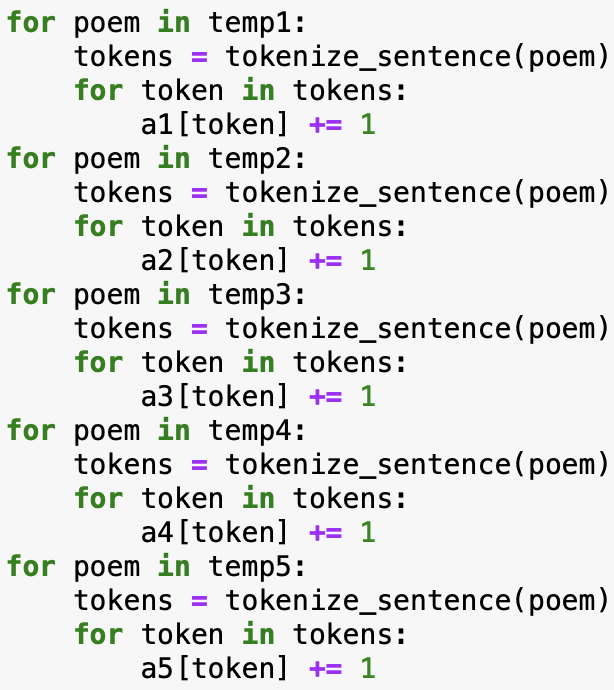 for poem in temp1:
    tokens = tokenize_sentence(poem)
    for token in tokens:
        a1[token] += 1
for poem in temp2:
    tokens = tokenize_sentence(poem)
    for token in tokens:
        a2[token] += 1
for poem in temp3:
    tokens = tokenize_sentence(poem)
    for token in tokens:
        a3[token] += 1
for poem in temp4:
    tokens = tokenize_sentence(poem)
    for token in tokens:
        a4[token] += 1
for poem in temp5:
    tokens = tokenize_sentence(poem)
    for token in tokens:
        a5[token] += 1